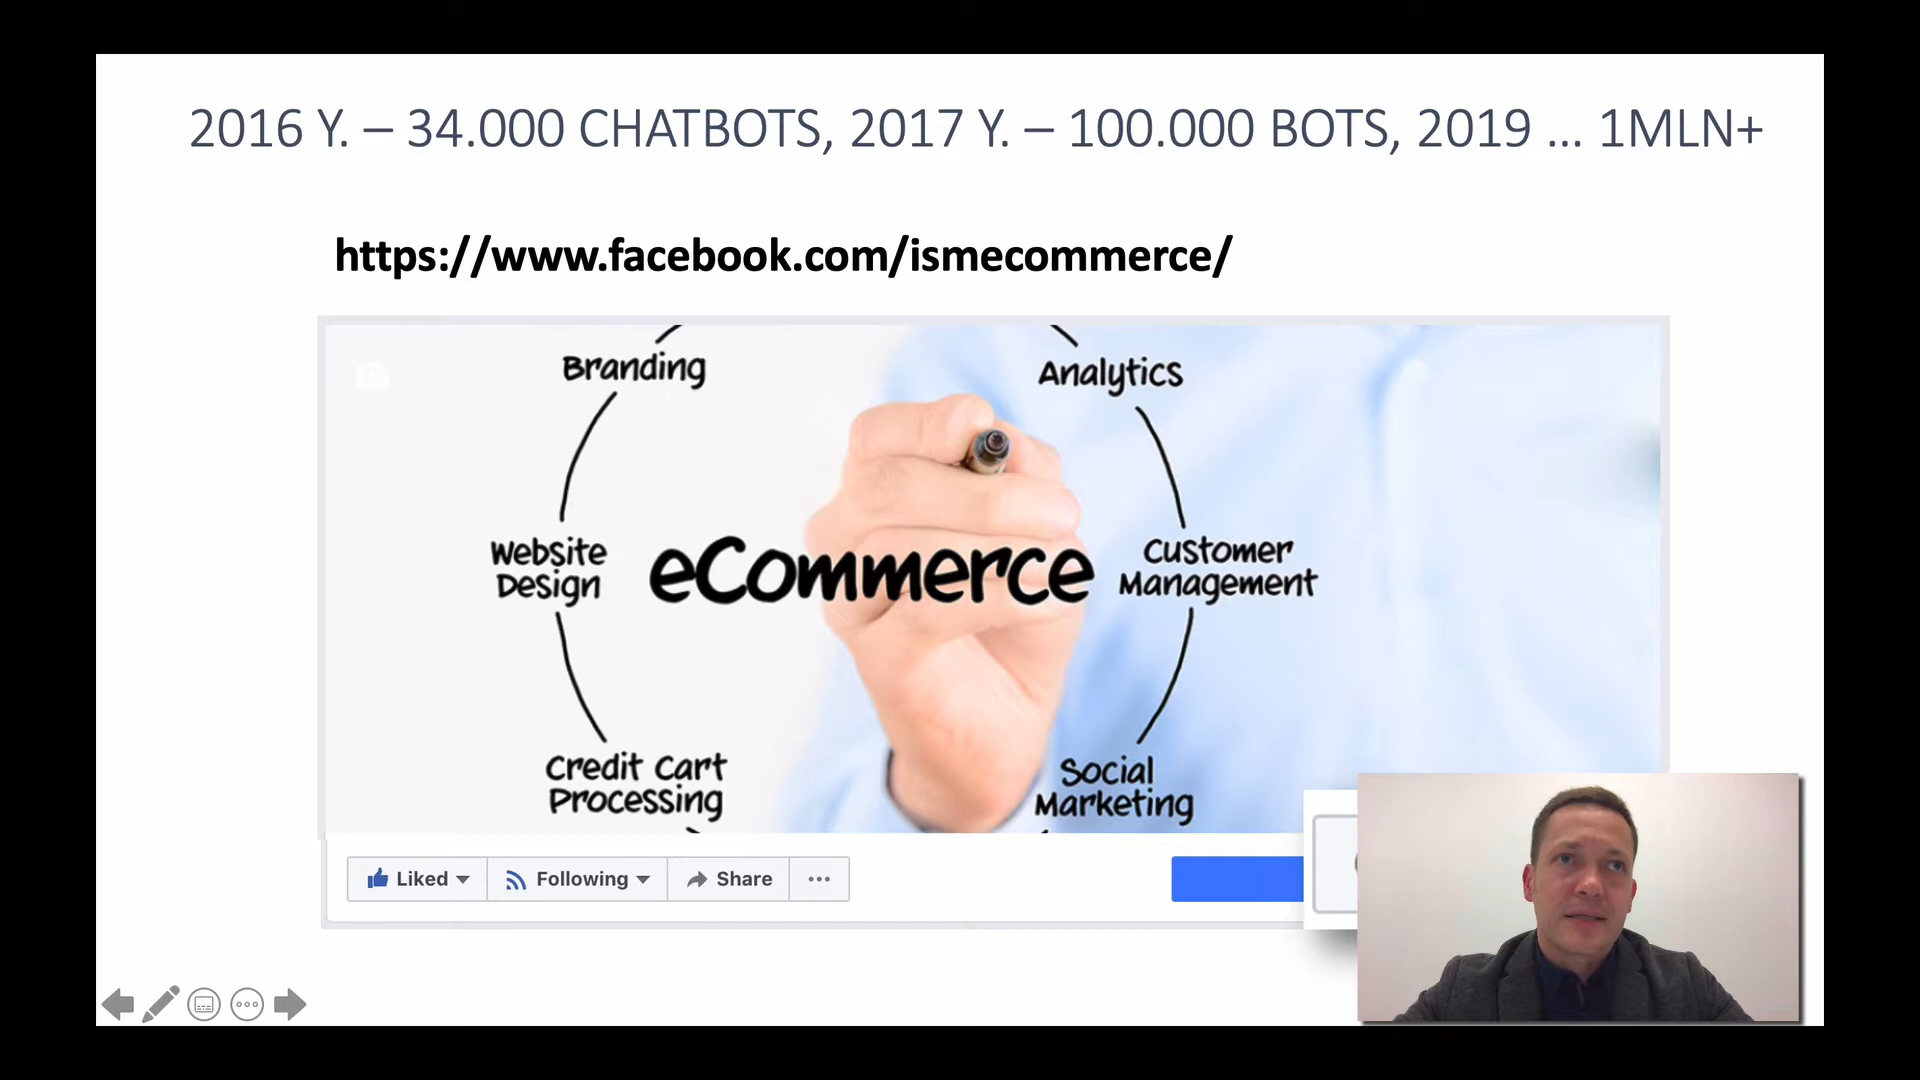 2016 Y. – 34.000 CHATBOTS, 2017 Y. – 100.000 BOTS, 2019 ... 1MLN+
https://www.facebook.com/ismecommerce/
Branding
Analytics
Website
Design
eCommerce
Customer
Management
Credit Cart
Processing
Social
Marketing
Liked
Following
Share